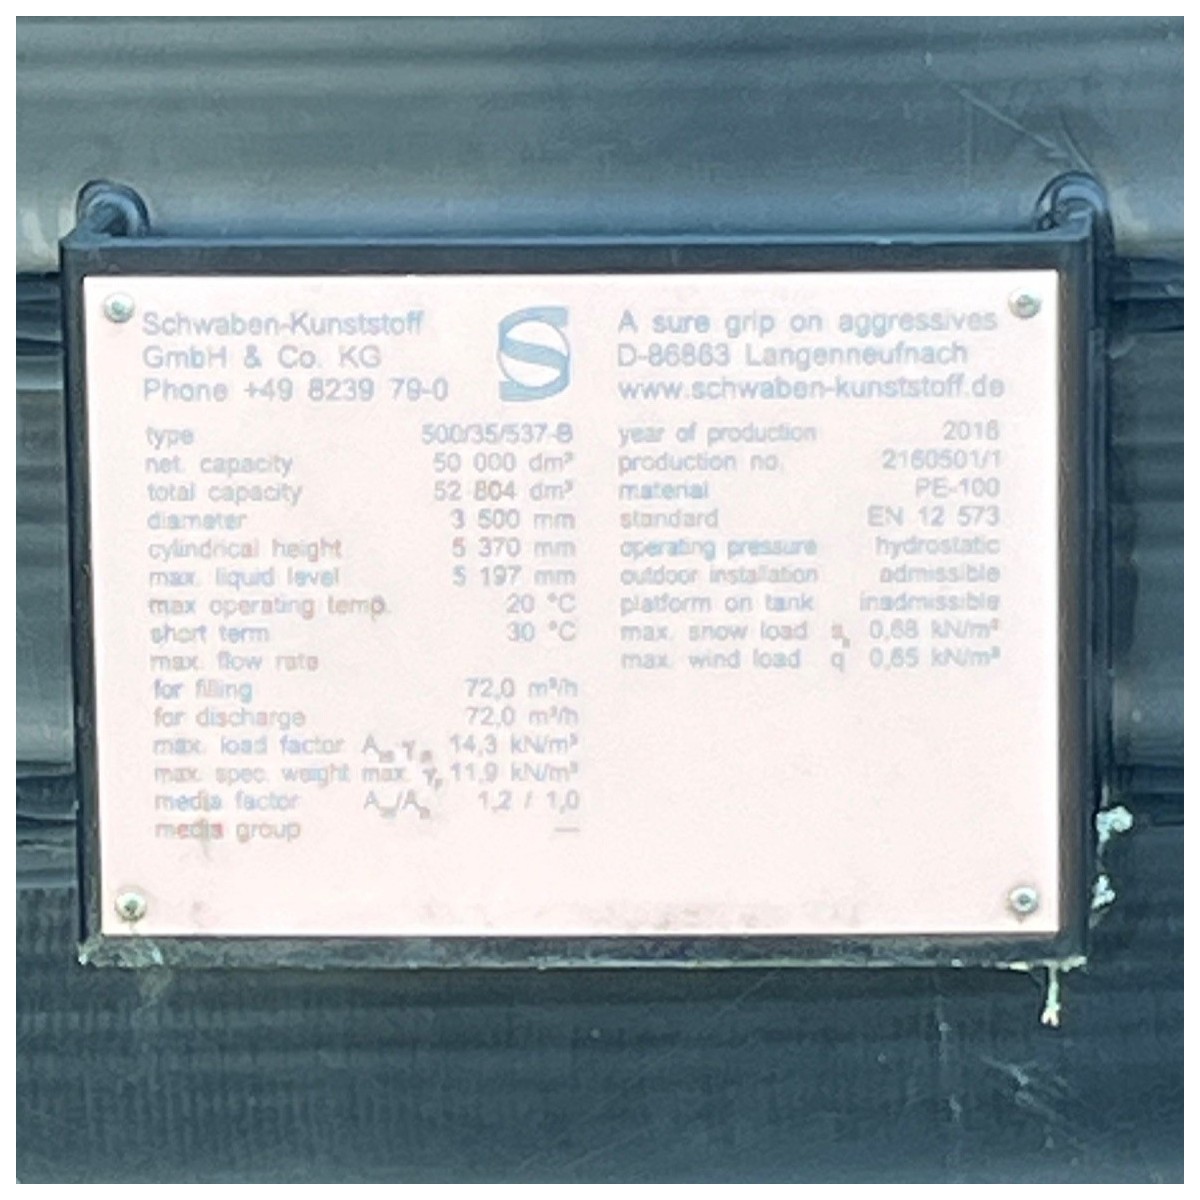 Schwaben-Kunststoff
GmbH & Co. KG
Phone +49 8239 79-0
S
A sure grip on aggressives
D-86863 Langenneufnach
www.schwaben-kunststoff.de
type 500/35/537-B
net. capacity 50 000 dm³
total capacity 52 804 dm³
diameter 3 500 mm
cylindrical height 5 370 mm
max. liquid level 5 197 mm
max operating temp. 20 °C
short term 30 °C
max. flow rate
for filling 72,0 m³/h
for discharge 72,0 m³/h
max. load factor 14,3 kN/m³
max. spec. weight max. 11,9 kN/m³
media factor 1,2 / 1,0
media group —
year of production 2016
production no. 2160501/1
material PE-100
standard EN 12 573
operating pressure hydrostatic
outdoor installation admissible
platform on tank inadmissible
max. snow load 0,68 kN/m²
max. wind load q 0,65 kN/m²